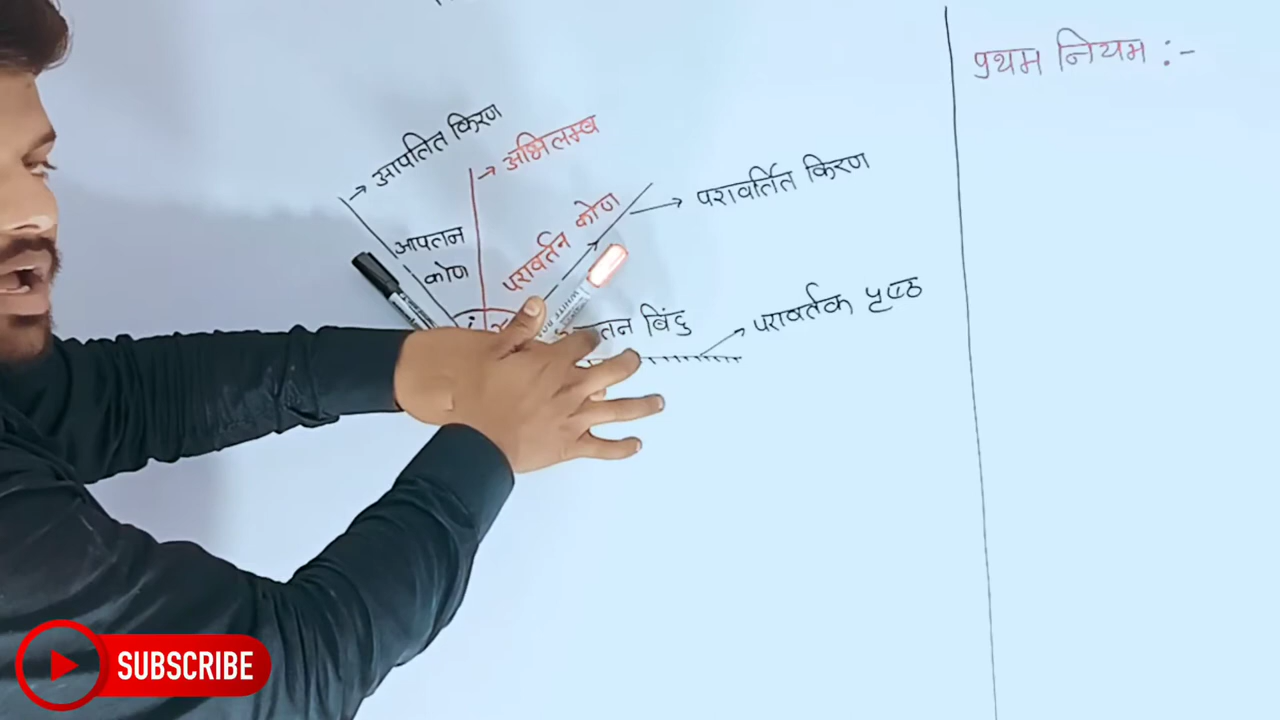 प्रथम नियम :-
आपतित किरण
अभिलम्ब
परावर्तित किरण
आपतन
कोण
परावर्तन कोण
बिंदु
परावर्तक पृष्ठ
SUBSCRIBE